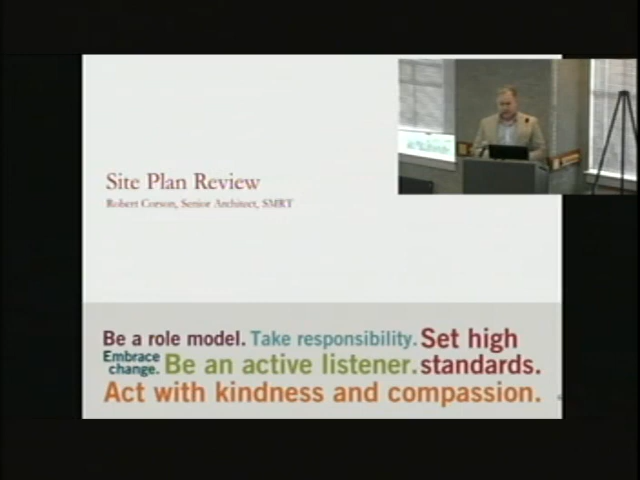 Site Plan Review
Robert Corson, Senior Architect, SMRT
Be a role model. Take responsibility. Set high
Embrace change. Be an active listener. standards.
Act with kindness and compassion.